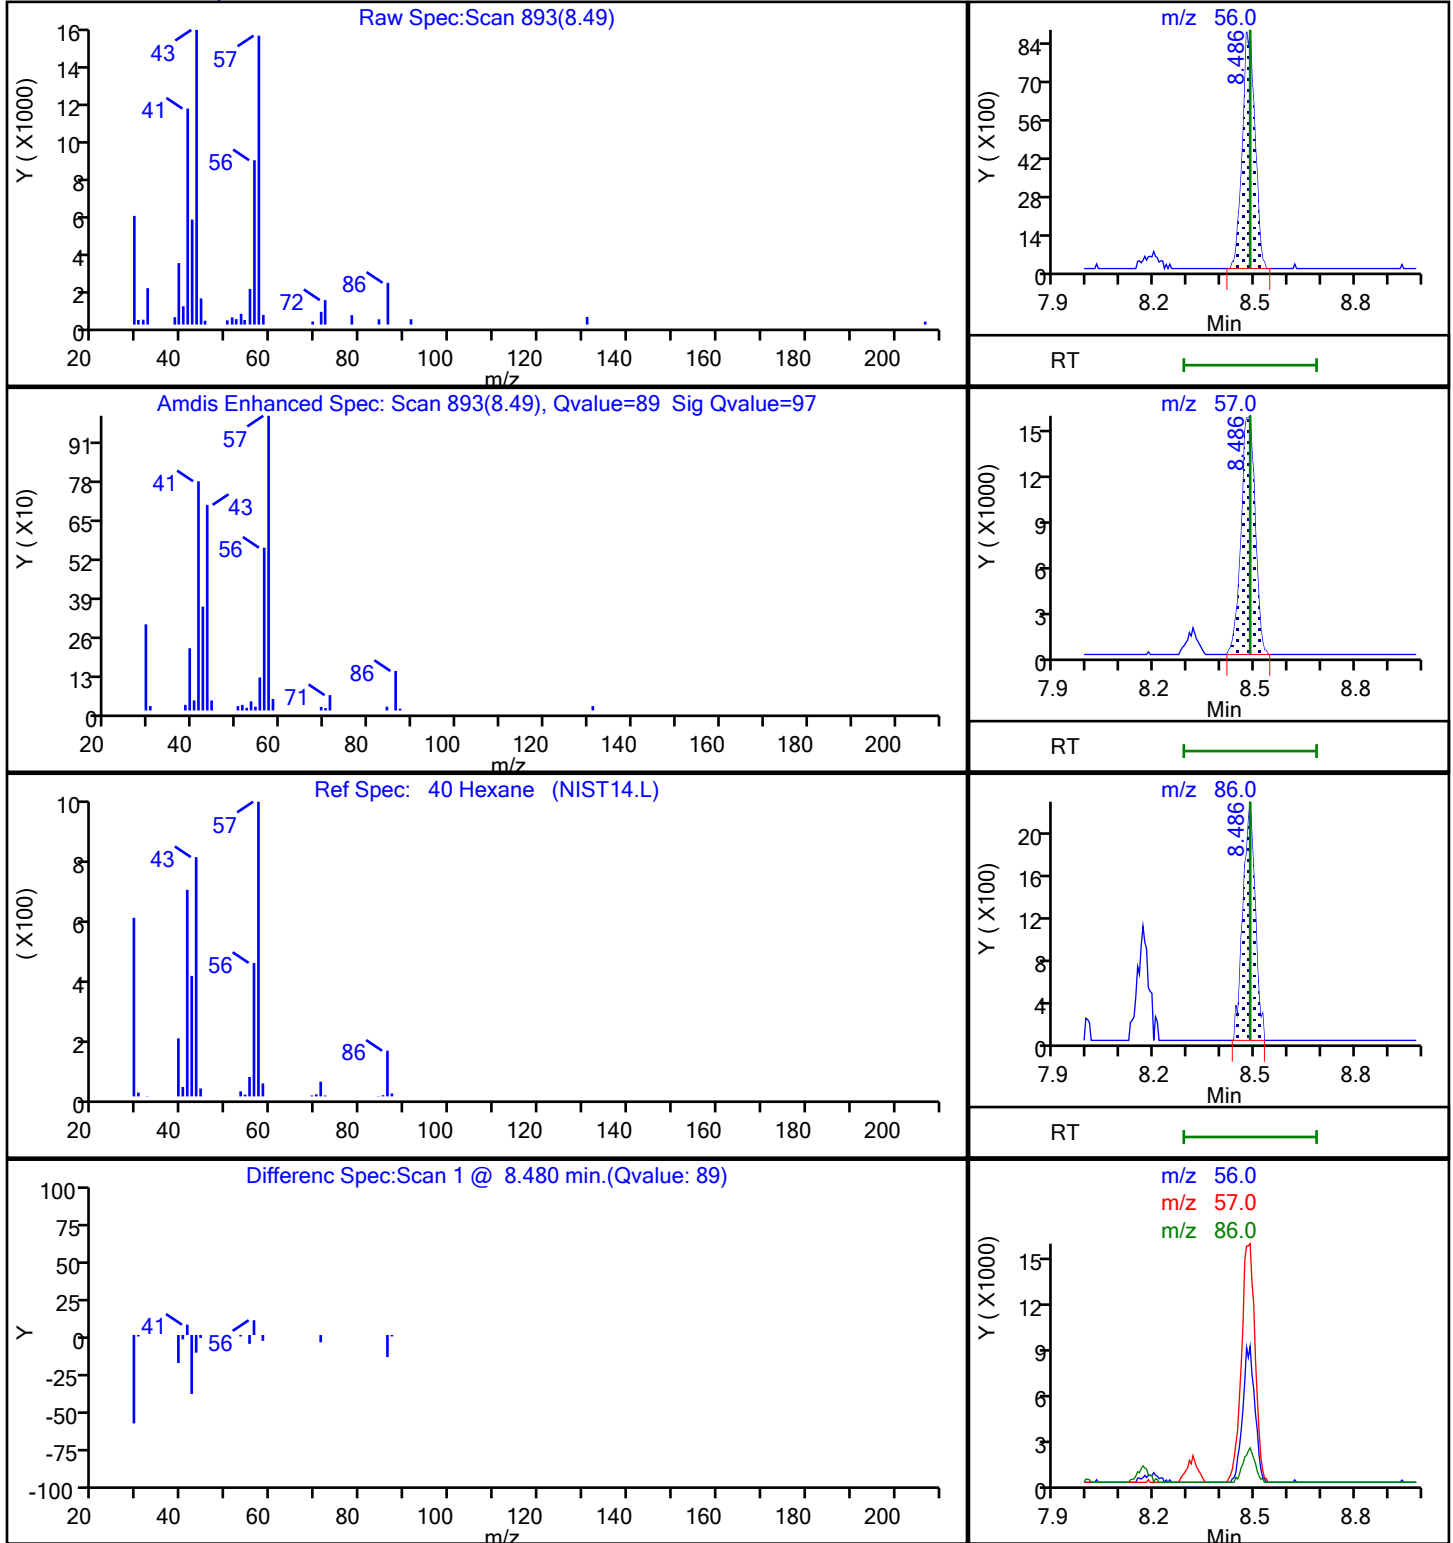 Raw Spec:Scan 893(8.49)
Y ( X1000)
16
14
12
10
8
6
4
2
0
43
57
41
56
72
86
20 40 60 80 100 120 140 160 180 200
m/z
m/z 56.0
Y ( X100)
84
70
56
42
28
14
0
8.486
7.9 8.2 8.5 8.8
Min
RT
Amdis Enhanced Spec: Scan 893(8.49), Qvalue=89 Sig Qvalue=97
Y ( X10)
91
78
65
52
39
26
13
0
57
41
43
56
71
86
20 40 60 80 100 120 140 160 180 200
m/z
m/z 57.0
Y ( X1000)
15
12
9
6
3
0
8.486
7.9 8.2 8.5 8.8
Min
RT
Ref Spec: 40 Hexane (NIST14.L)
( X100)
10
8
6
4
2
0
57
43
56
86
20 40 60 80 100 120 140 160 180 200
m/z 86.0
Y ( X100)
20
16
12
8
4
0
8.486
7.9 8.2 8.5 8.8
Min
RT
Differenc Spec:Scan 1 @ 8.480 min.(Qvalue: 89)
Y
100
75
50
25
0
-25
-50
-75
-100
41
56
20 40 60 80 100 120 140 160 180 200
m/z
m/z 56.0
m/z 57.0
m/z 86.0
Y ( X1000)
15
12
9
6
3
0
7.9 8.2 8.5 8.8
Min